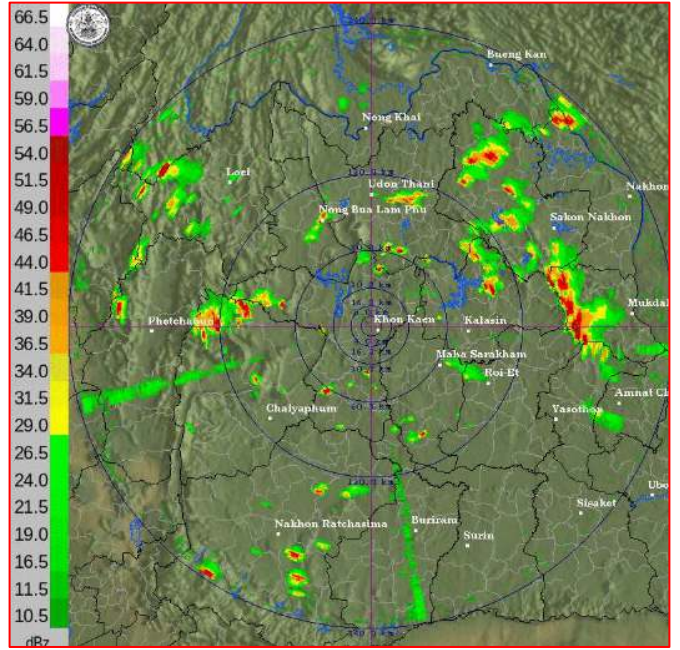 66.5
64.0
61.5
59.0
56.5
54.0
51.5
49.0
46.5
44.0
41.5
39.0
36.5
34.0
31.5
29.0
26.5
24.0
21.5
19.0
16.5
15.5
13.0
10.5
dBz
Bueng Kan
Nong Khai
Loei
Udon Thani
Nakhon
Nong Bua Lam Phu
Sakon Nakhon
Mukdah
Phetchabun
Khon Kaen
Kalasin
Maha Sarakham
Roi-Et
Amnat Ch
Chaiyaphum
Yasothon
Ubo
Sisaket
Nakhon Ratchasima
Buriram
Surin